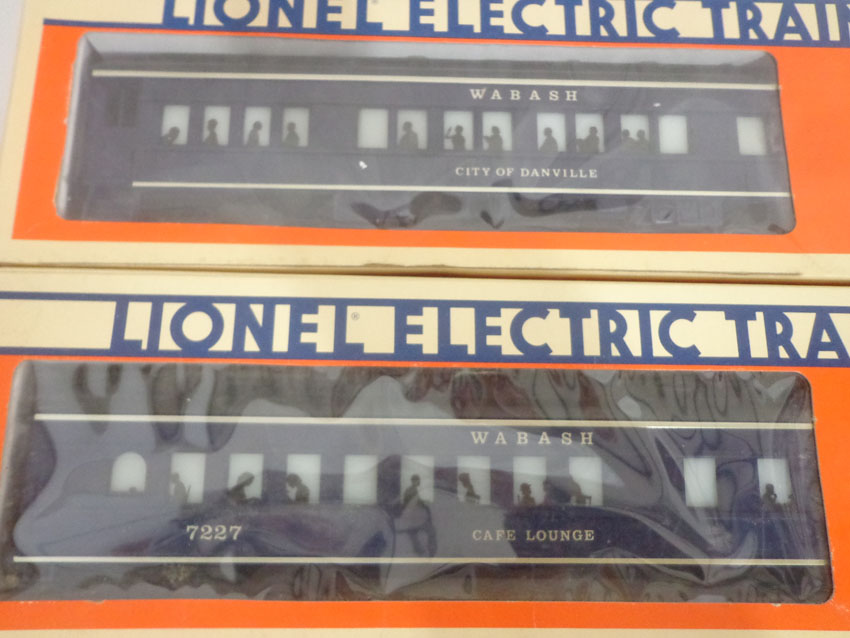 LIONEL® ELECTRIC TRAI
WABASH
CITY OF DANVILLE
LIONEL® ELECTRIC TRA
WABASH
7227 CAFE LOUNGE